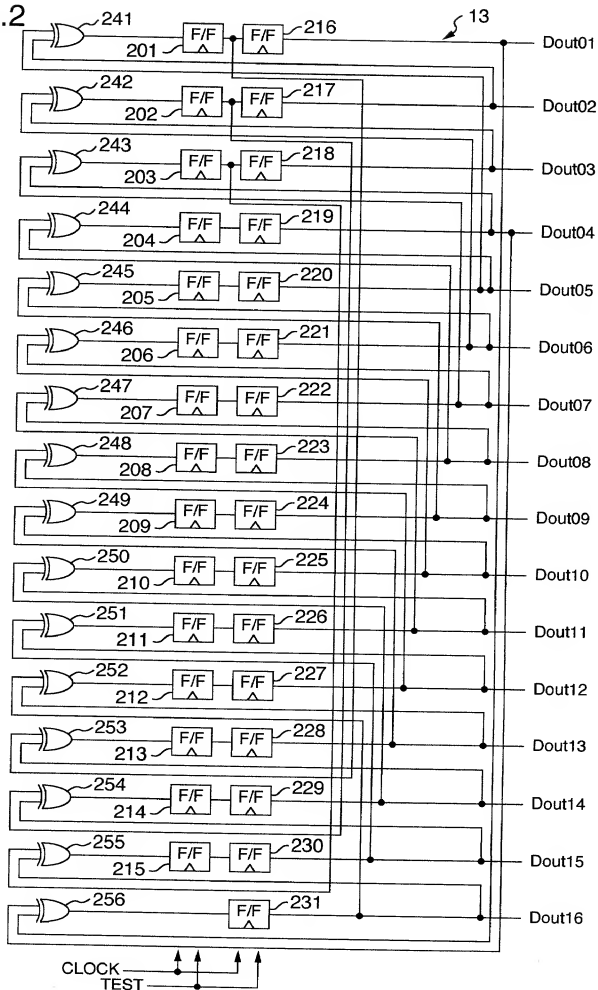 .2
241
F/F
F/F
216
13
201
Dout01
242
F/F
F/F
217
202
Dout02
243
F/F
F/F
218
203
Dout03
244
F/F
F/F
219
204
Dout04
245
F/F
F/F
220
205
Dout05
246
F/F
F/F
221
206
Dout06
247
F/F
F/F
222
207
Dout07
248
F/F
F/F
223
208
Dout08
249
F/F
F/F
224
209
Dout09
250
F/F
F/F
225
210
Dout10
251
F/F
F/F
226
211
Dout11
252
F/F
F/F
227
212
Dout12
253
F/F
F/F
228
213
Dout13
254
F/F
F/F
229
214
Dout14
255
F/F
F/F
230
215
Dout15
256
F/F
231
Dout16
CLOCK
TEST